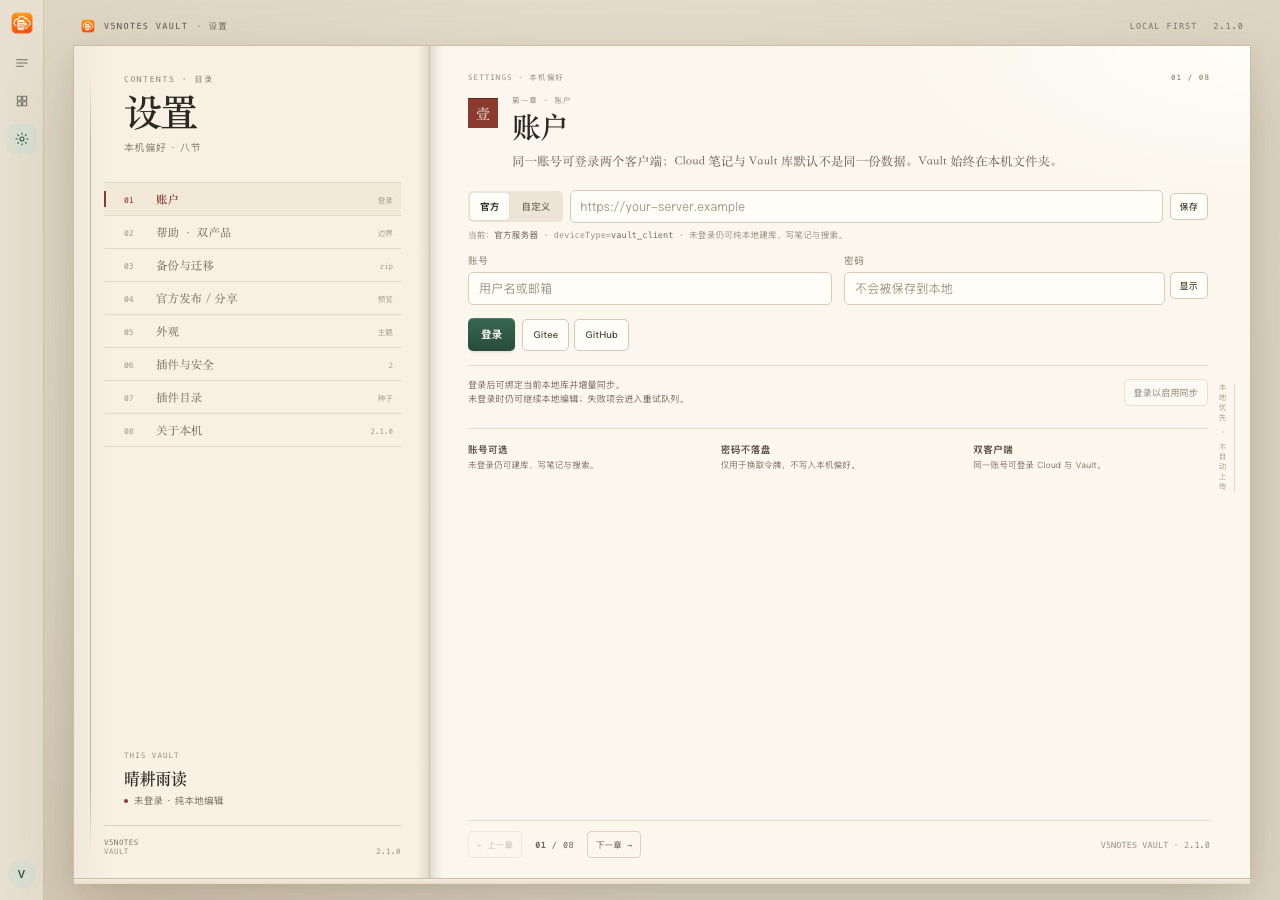 V5NOTES VAULT · 设置
LOCAL FIRST 2.1.0
CONTENTS · 目录
设置
本机偏好 · 八节
01 账户 登录
02 帮助 · 双产品 边界
03 备份与迁移 zip
04 官方发布 / 分享 预览
05 外观 主题
06 插件与安全 2
07 插件目录 种子
08 关于本机 2.1.0
THIS VAULT
晴耕雨读
未登录 · 纯本地编辑
V5NOTES
VAULT
2.1.0
V
SETTINGS · 本机偏好
01 / 08
壹
第一章 · 账户
账户
同一账号可登录两个客户端；Cloud 笔记与 Vault 库默认不是同一份数据。Vault 始终在本机文件夹。
官方 自定义 https://your-server.example 保存
当前：官方服务器 · deviceType=vault_client · 未登录仍可纯本地建库、写笔记与搜索。
账号 密码
用户名或邮箱 不会被保存到本地 显示
登录 Gitee GitHub
登录后可绑定当前本地库并增量同步。
未登录时仍可继续本地编辑；失败项会进入重试队列。
登录以启用同步
账号可选
未登录仍可建库、写笔记与搜索。
密码不落盘
仅用于换取令牌，不写入本机偏好。
双客户端
同一账号可登录 Cloud 与 Vault。
本地优先 · 不自动上传
← 上一章 01 / 08 下一章 →
V5NOTES VAULT · 2.1.0